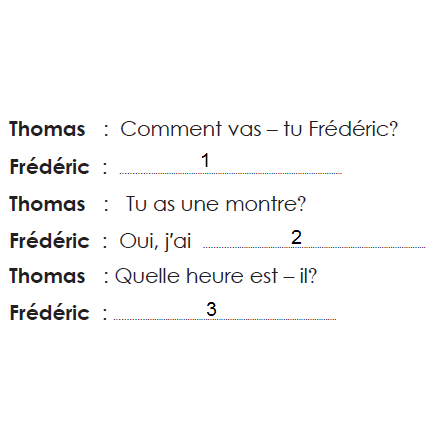 Thomas : Comment vas – tu Frédéric?
Frédéric : ........................1........................
Thomas : Tu as une montre?
Frédéric : Oui, j'ai ........................2........................
Thomas : Quelle heure est – il?
Frédéric : ........................3........................